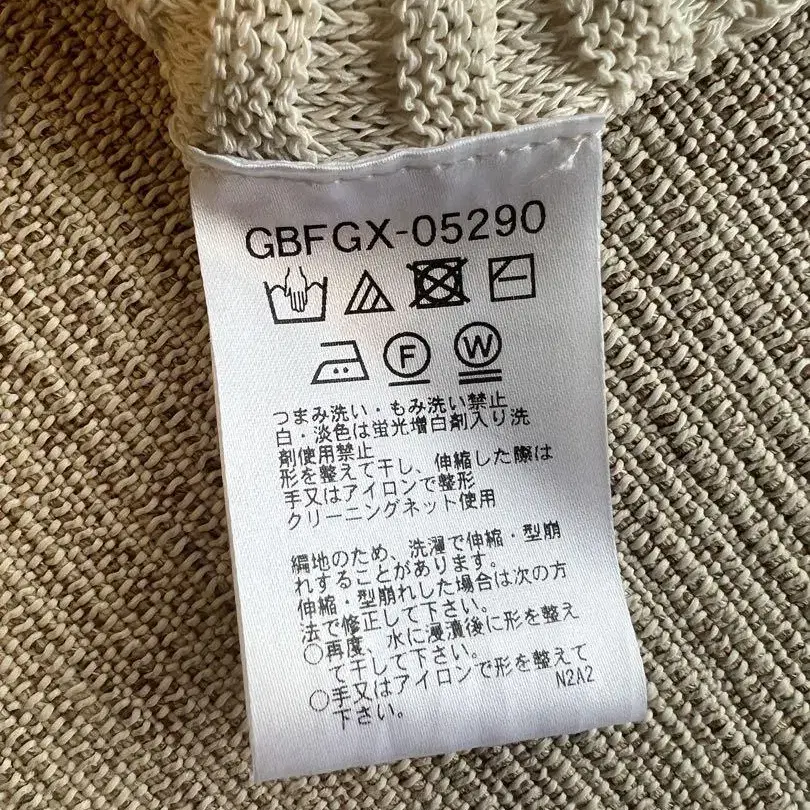 GBFGX-05290
F W
つまみ洗い・もみ洗い禁止
白・淡色は蛍光増白剤入り洗
剤使用禁止
形を整えて干し、伸縮した際は
手又はアイロンで整形
クリーニングネット使用
編地のため、洗濯で伸縮・型崩
れすることがあります。
伸縮・型崩れした場合は次の方
法で修正して下さい。
○再度、水に浸漬後に形を整え
て干して下さい。
○手又はアイロンで形を整えて
下さい。
N2A2